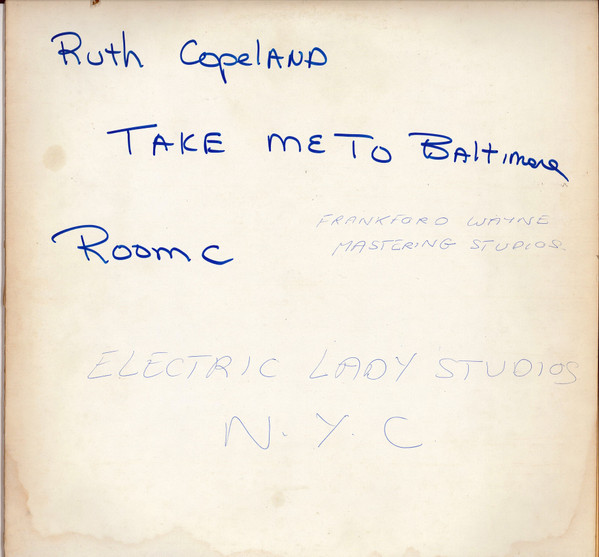 Ruth CopelAND
TAKE ME TO BAltimore
FRANKFORD WAYNE
MASTERING STUDIOS.
Room C
ELECTRIC LADY STUDIOS
N.Y.C